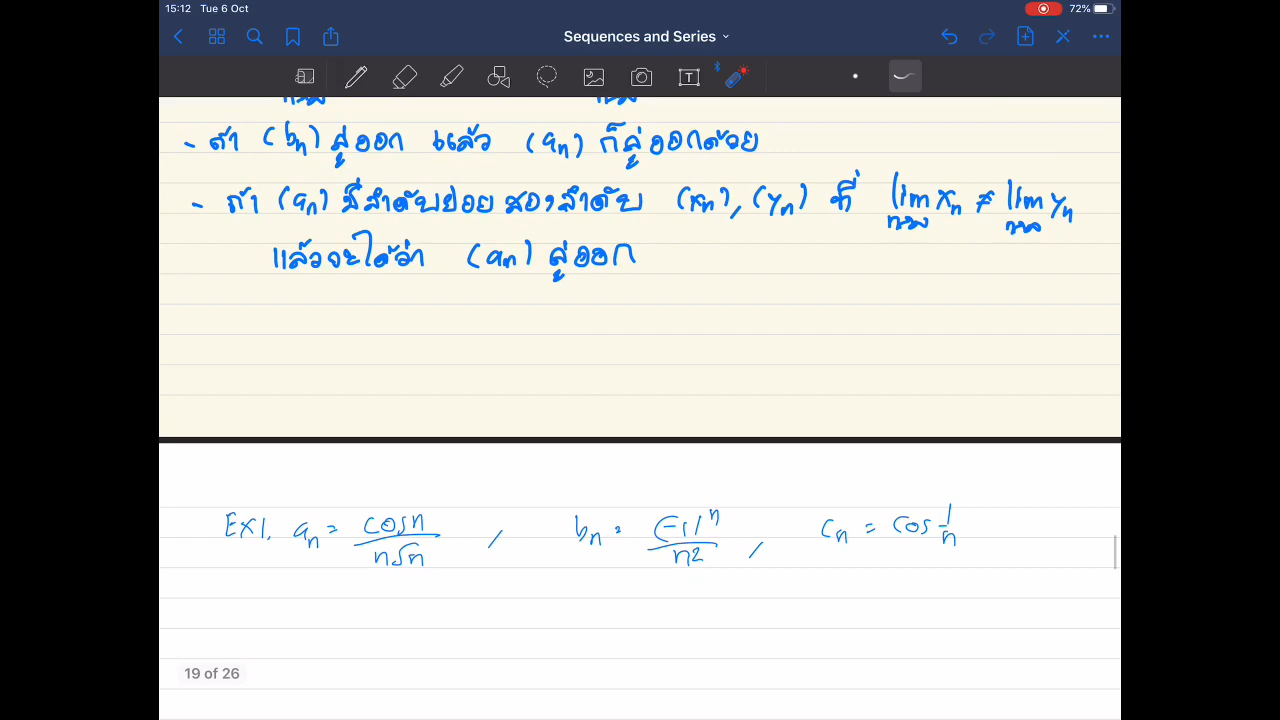 15:12 Tue 6 Oct 72%
Sequences and Series
T
- ถ้า (bn) ลู่ออก แล้ว (an) ก็ลู่ออกด้วย
- ถ้า (an) มีลำดับย่อยสองลำดับ (xn), (yn) ที่ lim xn ≠ lim yn
n→∞ n→∞
แล้วจะได้ว่า (an) ลู่ออก
EX1. an = cosn / n√n , bn = (-1)^n / n2 , cn = cos 1/n
19 of 26